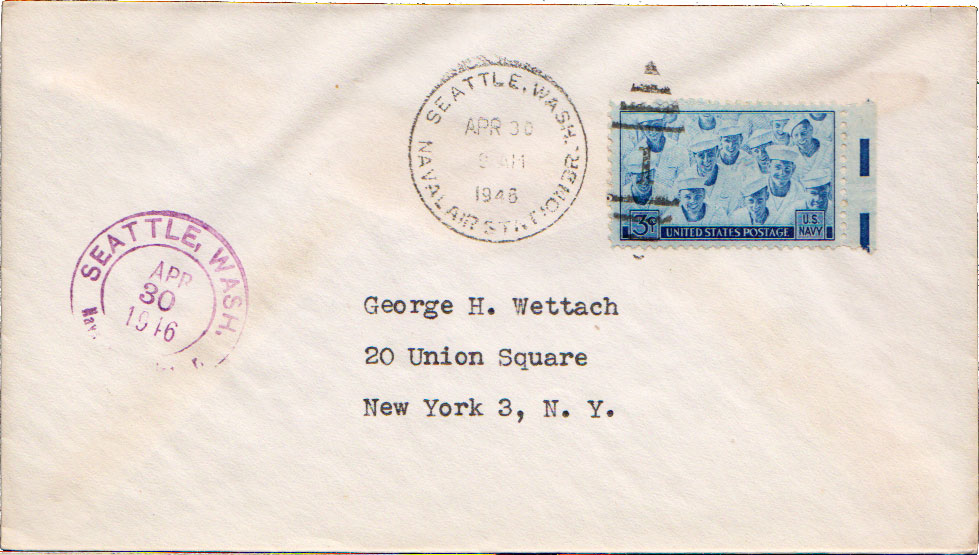 SEATTLE, WASH.
NAVAL AIR STATION BR.
APR 30
AM
1946
3¢
UNITED STATES POSTAGE
U.S.
NAVY
SEATTLE, WASH.
APR
30
1946
George H. Wettach
20 Union Square
New York 3, N. Y.